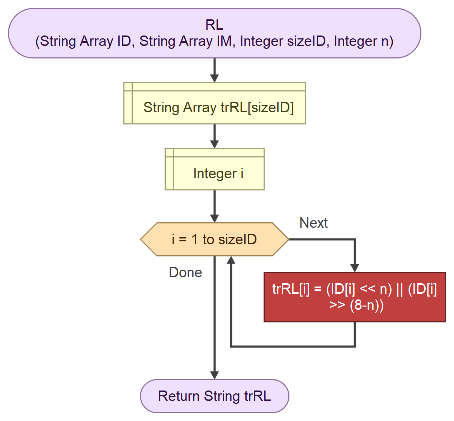 RL
(String Array ID, String Array IM, Integer sizeID, Integer n)
String Array trRL[sizeID]
Integer i
i = 1 to sizeID
Next
Done
trRL[i] = (ID[i] << n) || (ID[i]
>> (8-n))
Return String trRL